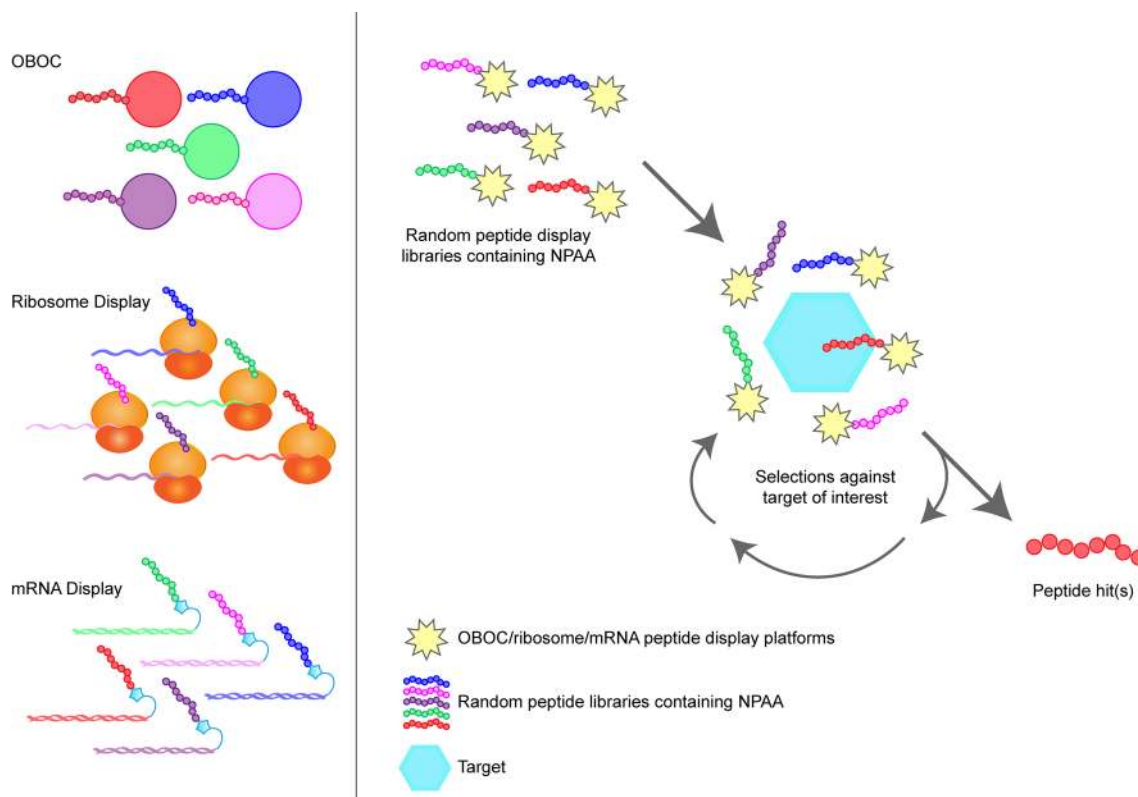 OBOC
Ribosome Display
mRNA Display
Random peptide display
libraries containing NPAA
Selections against
target of interest
Peptide hit(s)
OBOC/ribosome/mRNA peptide display platforms
Random peptide libraries containing NPAA
Target